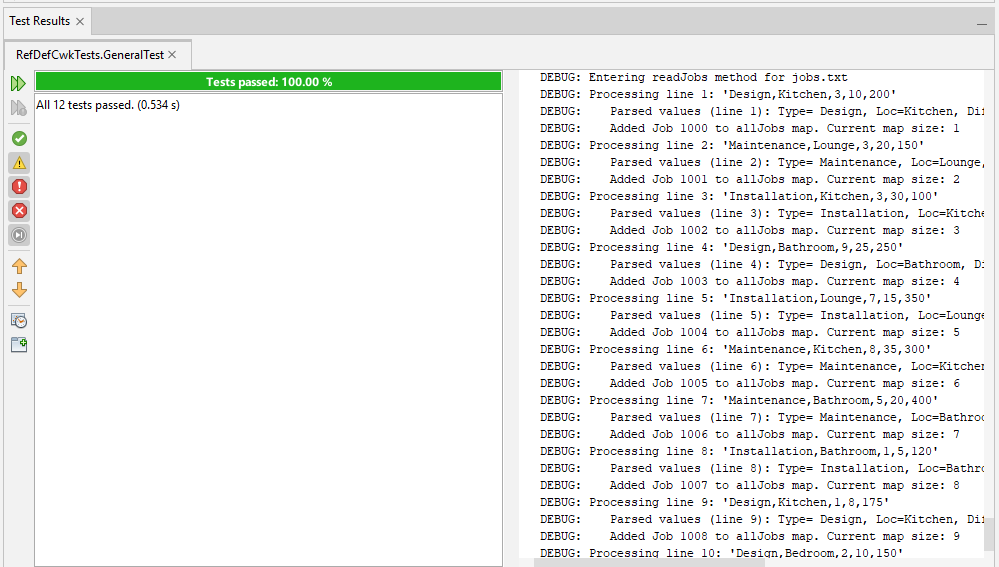 Test Results
RefDefCwkTests.GeneralTest
Tests passed: 100.00 %
All 12 tests passed. (0.534 s)
DEBUG: Entering readJobs method for jobs.txt
DEBUG: Processing line 1: 'Design,Kitchen,3,10,200'
DEBUG:    Parsed values (line 1): Type= Design, Loc=Kitchen, Dif
DEBUG:    Added Job 1000 to allJobs map. Current map size: 1
DEBUG: Processing line 2: 'Maintenance,Lounge,3,20,150'
DEBUG:    Parsed values (line 2): Type= Maintenance, Loc=Lounge,
DEBUG:    Added Job 1001 to allJobs map. Current map size: 2
DEBUG: Processing line 3: 'Installation,Kitchen,3,30,100'
DEBUG:    Parsed values (line 3): Type= Installation, Loc=Kitche
DEBUG:    Added Job 1002 to allJobs map. Current map size: 3
DEBUG: Processing line 4: 'Design,Bathroom,9,25,250'
DEBUG:    Parsed values (line 4): Type= Design, Loc=Bathroom, Di
DEBUG:    Added Job 1003 to allJobs map. Current map size: 4
DEBUG: Processing line 5: 'Installation,Lounge,7,15,350'
DEBUG:    Parsed values (line 5): Type= Installation, Loc=Lounge
DEBUG:    Added Job 1004 to allJobs map. Current map size: 5
DEBUG: Processing line 6: 'Maintenance,Kitchen,8,35,300'
DEBUG:    Parsed values (line 6): Type= Maintenance, Loc=Kitchen
DEBUG:    Added Job 1005 to allJobs map. Current map size: 6
DEBUG: Processing line 7: 'Maintenance,Bathroom,5,20,400'
DEBUG:    Parsed values (line 7): Type= Maintenance, Loc=Bathroo
DEBUG:    Added Job 1006 to allJobs map. Current map size: 7
DEBUG: Processing line 8: 'Installation,Bathroom,1,5,120'
DEBUG:    Parsed values (line 8): Type= Installation, Loc=Bathro
DEBUG:    Added Job 1007 to allJobs map. Current map size: 8
DEBUG: Processing line 9: 'Design,Kitchen,1,8,175'
DEBUG:    Parsed values (line 9): Type= Design, Loc=Kitchen, Dif
DEBUG:    Added Job 1008 to allJobs map. Current map size: 9
DEBUG: Processing line 10: 'Design,Bedroom,2,10,150'